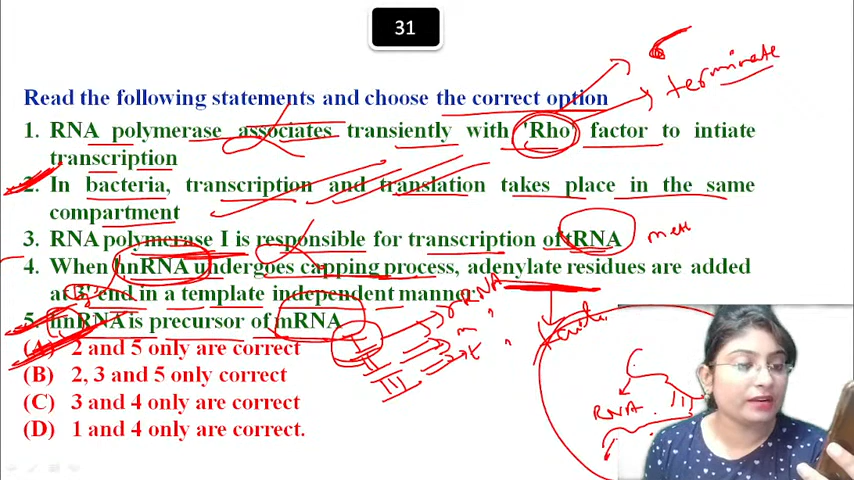 31
Read the following statements and choose the correct option
1. RNA polymerase associates transiently with 'Rho' factor to intiate
transcription
2. In bacteria, transcription and translation takes place in the same
compartment
3. RNA polymerase I is responsible for transcription of tRNA
4. When hnRNA undergoes capping process, adenylate residues are added
at 3' end in a template independent manner
5. hnRNA is precursor of mRNA
(A) 2 and 5 only are correct
(B) 2, 3 and 5 only correct
(C) 3 and 4 only correct
(D) 1 and 4 only are correct.
terminate
rRNA
I
II
III
m
t
RNA